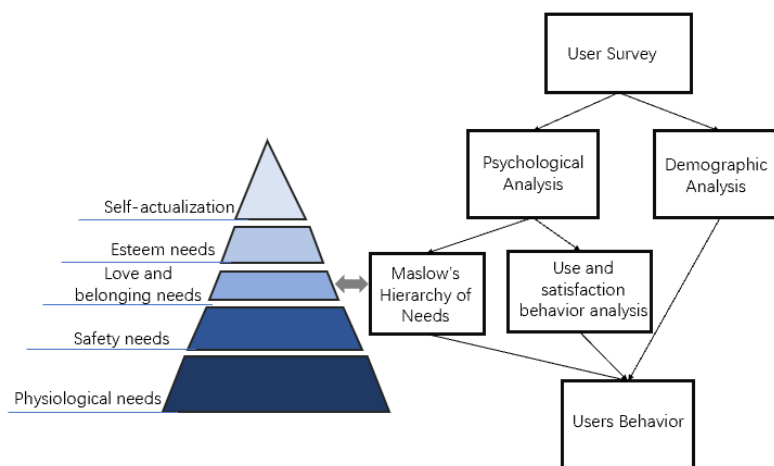 User Survey
Psychological
Analysis
Demographic
Analysis
Self-actualization
Esteem needs
Love and
belonging needs
Safety needs
Physiological needs
Maslow's
Hierarchy of
Needs
Use and
satisfaction
behavior analysis
Users Behavior